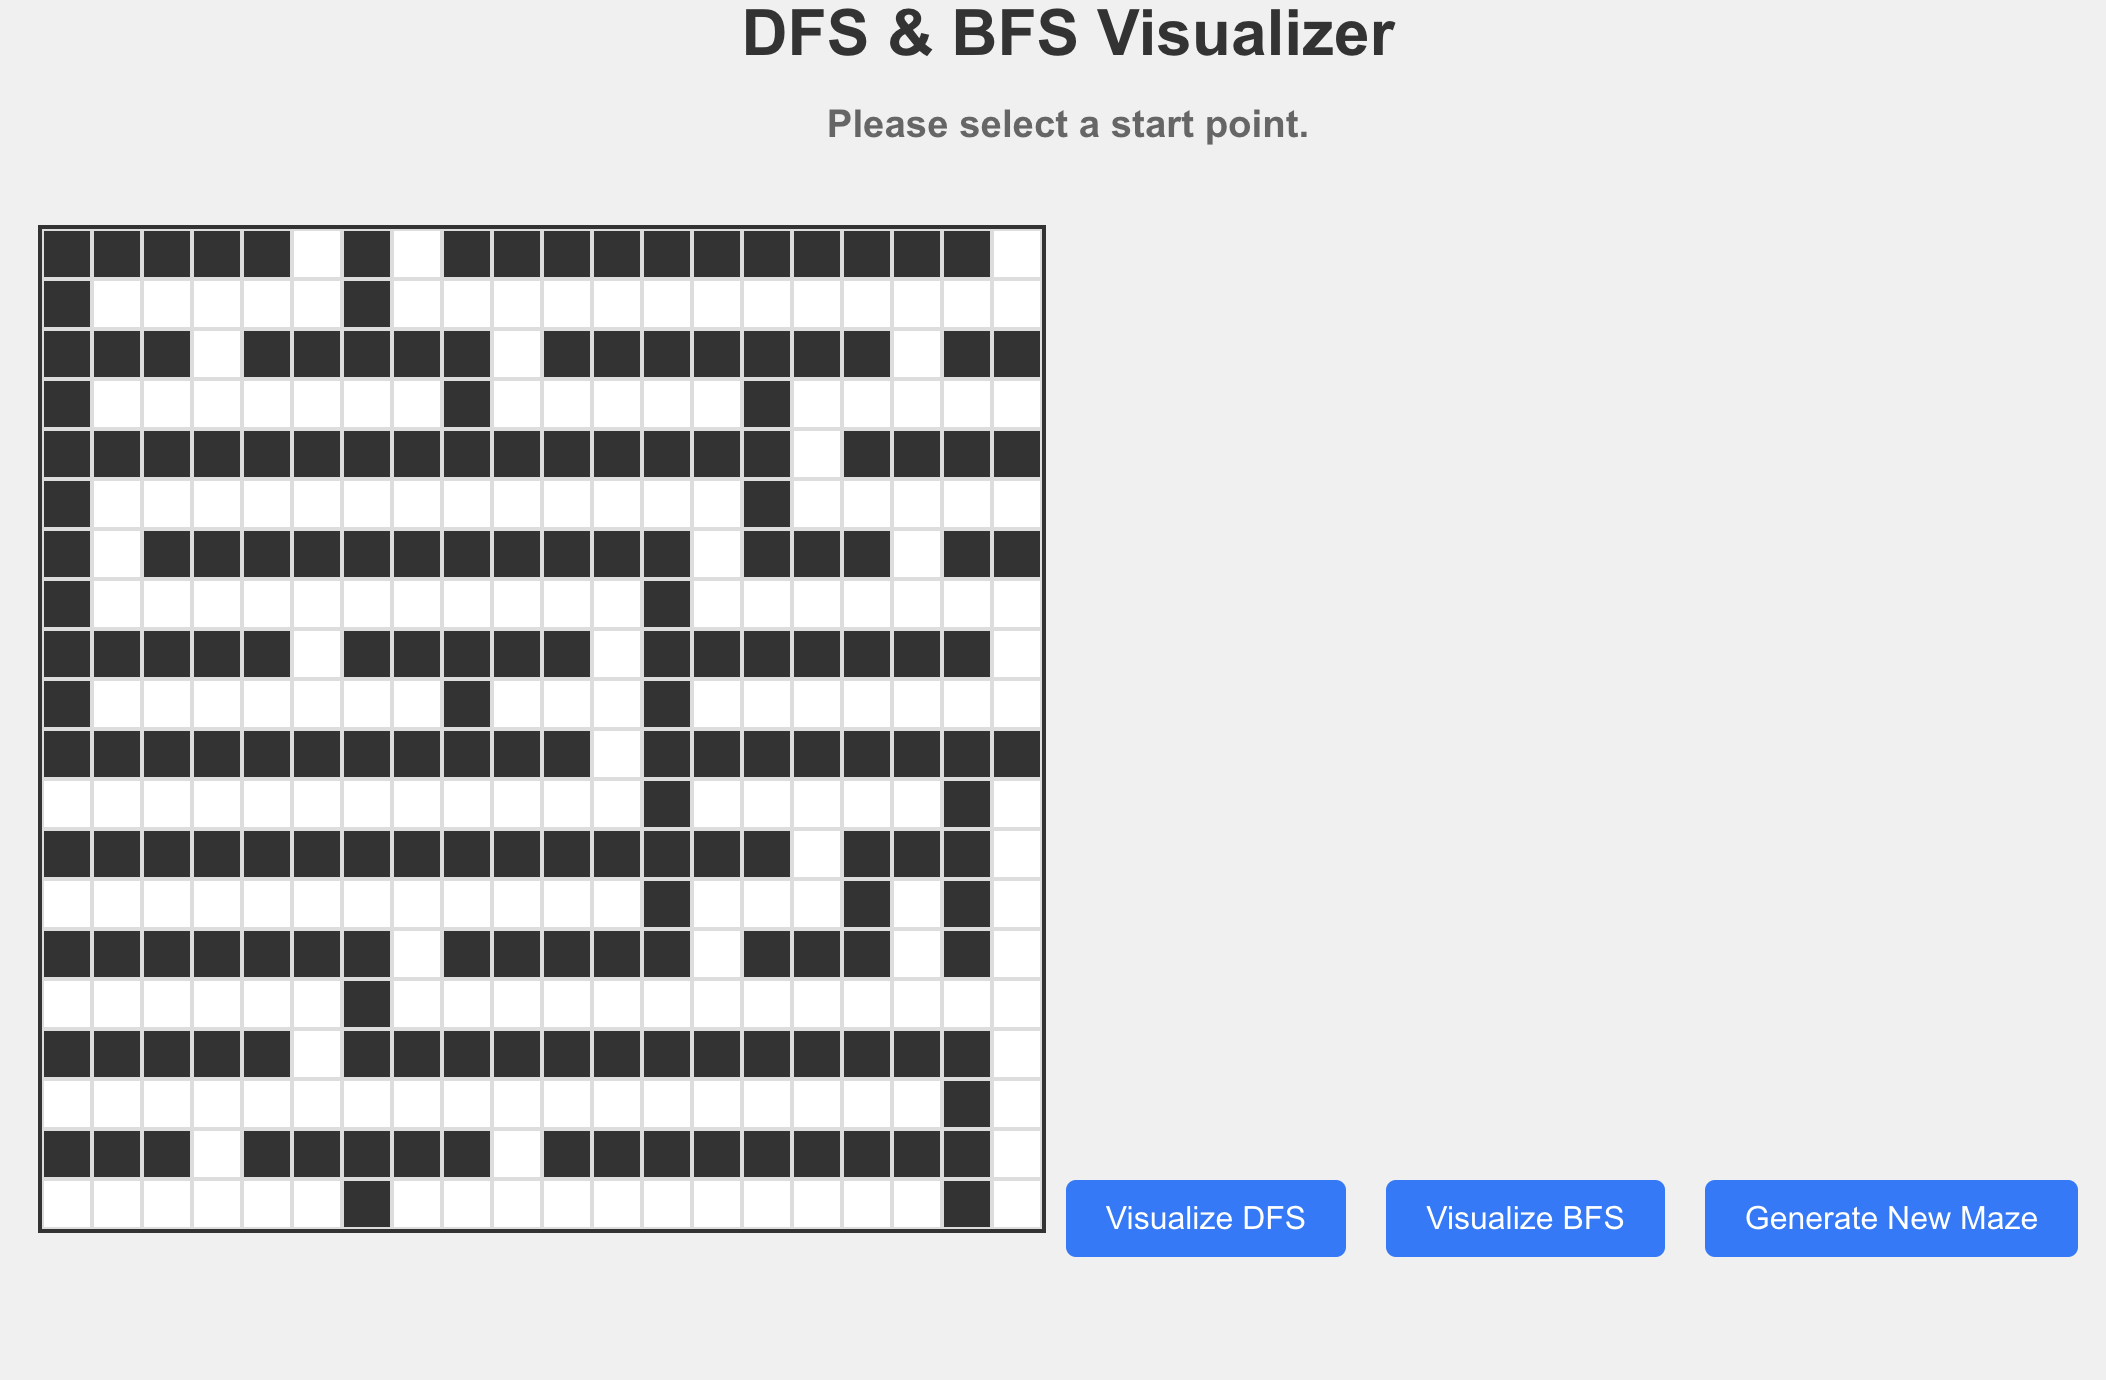 DFS & BFS Visualizer
Please select a start point.
Visualize DFS
Visualize BFS
Generate New Maze